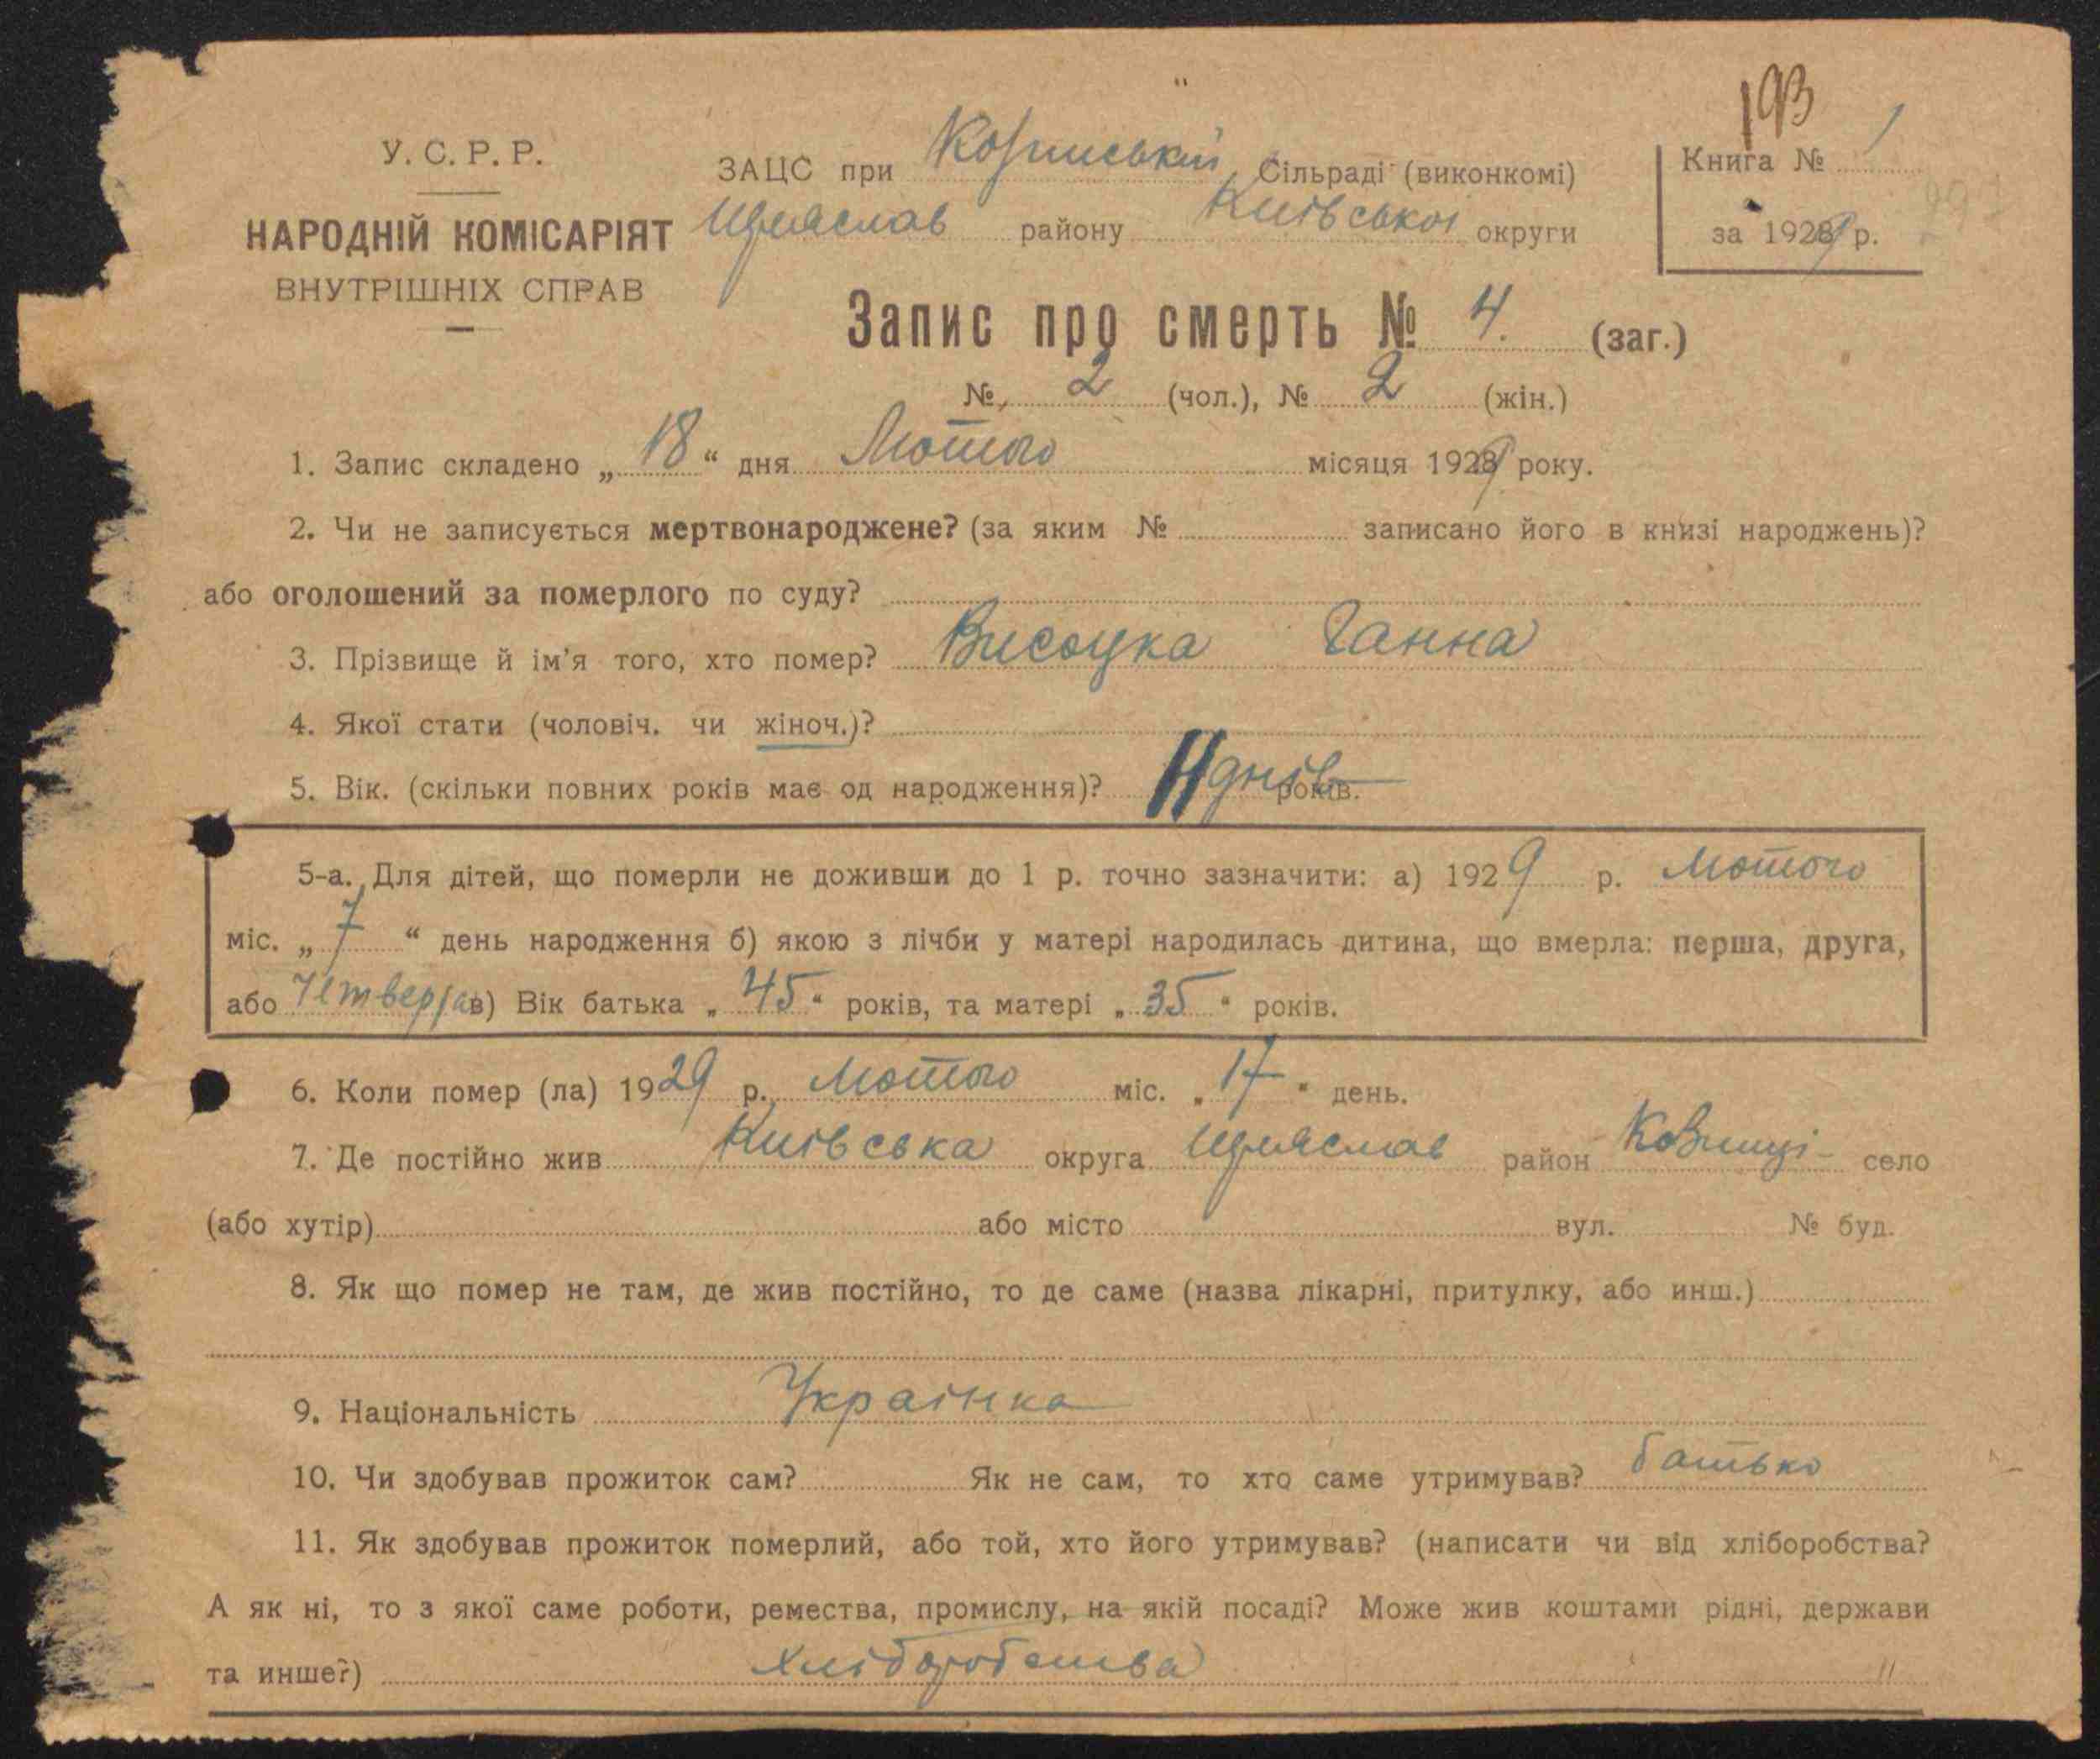 193
У. С. Р. Р.
НАРОДНІЙ КОМІСАРІЯТ
ВНУТРІШНІХ СПРАВ
ЗАЦС при Сільраді (виконкомі)
району Київської округи
Книга № 1
за 1929 р.
Запис про смерть № 4. (заг.)
№ 2 (чол.), № 2 (жін.)
1. Запис складено „ 18 “ дня Лютого місяця 1929 року.
2. Чи не записується мертвонароджене? (за яким № записано його в книзі народжень)?
або оголошений за померлого по суду?
3. Прізвище й ім'я того, хто помер? Висоцка Ганна
4. Якої стати (чоловіч. чи жіноч.)?
5. Вік. (скільки повних років має од народження)? днів років.
5-а. Для дітей, що померли не доживши до 1 р. точно зазначити: а) 1929 р. Лютого
міс. „ 7 “ день народження б) якою з лічби у матері народилась дитина, що вмерла: перша, друга,
або Четверта в) Вік батька „ 45 “ років, та матері „ 35 “ років.
6. Коли помер (ла) 1929 р. Лютого міс. „ 17 “ день.
7. Де постійно жив Київська округа район село
(або хутір) або місто вул. № буд.
8. Як що помер не там, де жив постійно, то де саме (назва лікарні, притулку, або инш.)
9. Національність Українка
10. Чи здобував прожиток сам? Як не сам, то хто саме утримував? батько
11. Як здобував прожиток померлий, або той, хто його утримував? (написати чи від хліборобства?
А як ні, то з якої саме роботи, ремества, промислу, на якій посаді? Може жив коштами рідні, держави
та инше?) хліборобства